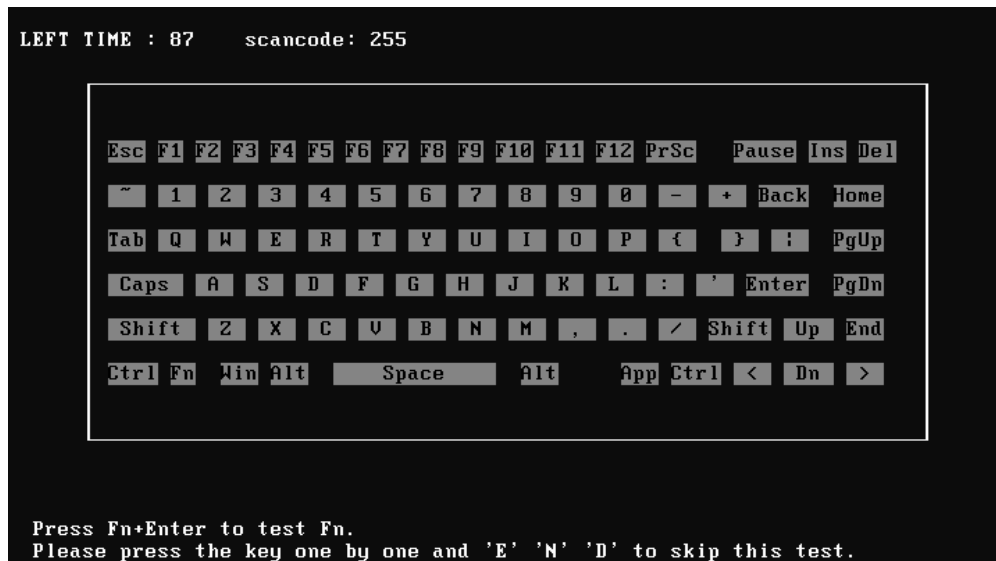 LEFT TIME : 87 scancode: 255
Esc F1 F2 F3 F4 F5 F6 F7 F8 F9 F10 F11 F12 PrSc Pause Ins Del
~ 1 2 3 4 5 6 7 8 9 0 - + Back Home
Tab Q W E R T Y U I O P { } ¦ PgUp
Caps A S D F G H J K L : ' Enter PgDn
Shift Z X C V B N M , . / Shift Up End
Ctrl Fn Win Alt Space Alt App Ctrl < Dn >
Press Fn+Enter to test Fn.
Please press the key one by one and 'E' 'N' 'D' to skip this test.